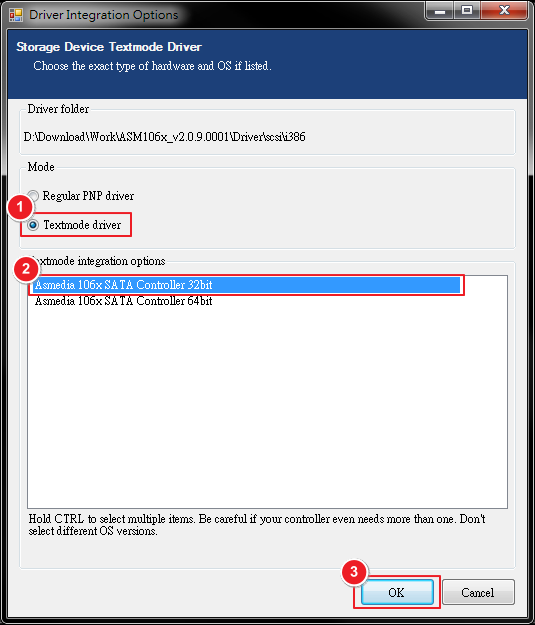 Driver Integration Options
Storage Device Textmode Driver
Choose the exact type of hardware and OS if listed.
Driver folder
D:\Download\Work\ASM106x_v2.0.9.0001\Driver\scsi\i386
Mode
Regular PNP driver
1
Textmode driver
2
extmode integration options
Asmedia 106x SATA Controller 32bit
Asmedia 106x SATA Controller 64bit
Hold CTRL to select multiple items. Be careful if your controller even needs more than one. Don't
select different OS versions.
3
OK
Cancel